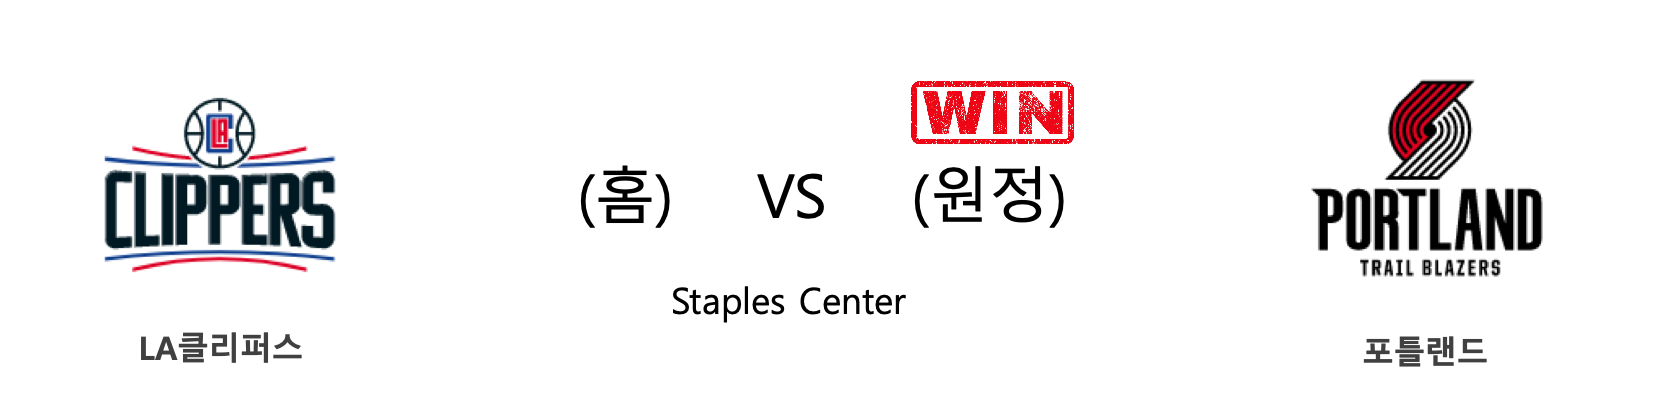 WIN
LA
CLIPPERS
(홈) VS (원정)
PORTLAND
TRAIL BLAZERS
Staples Center
LA클리퍼스
포틀랜드